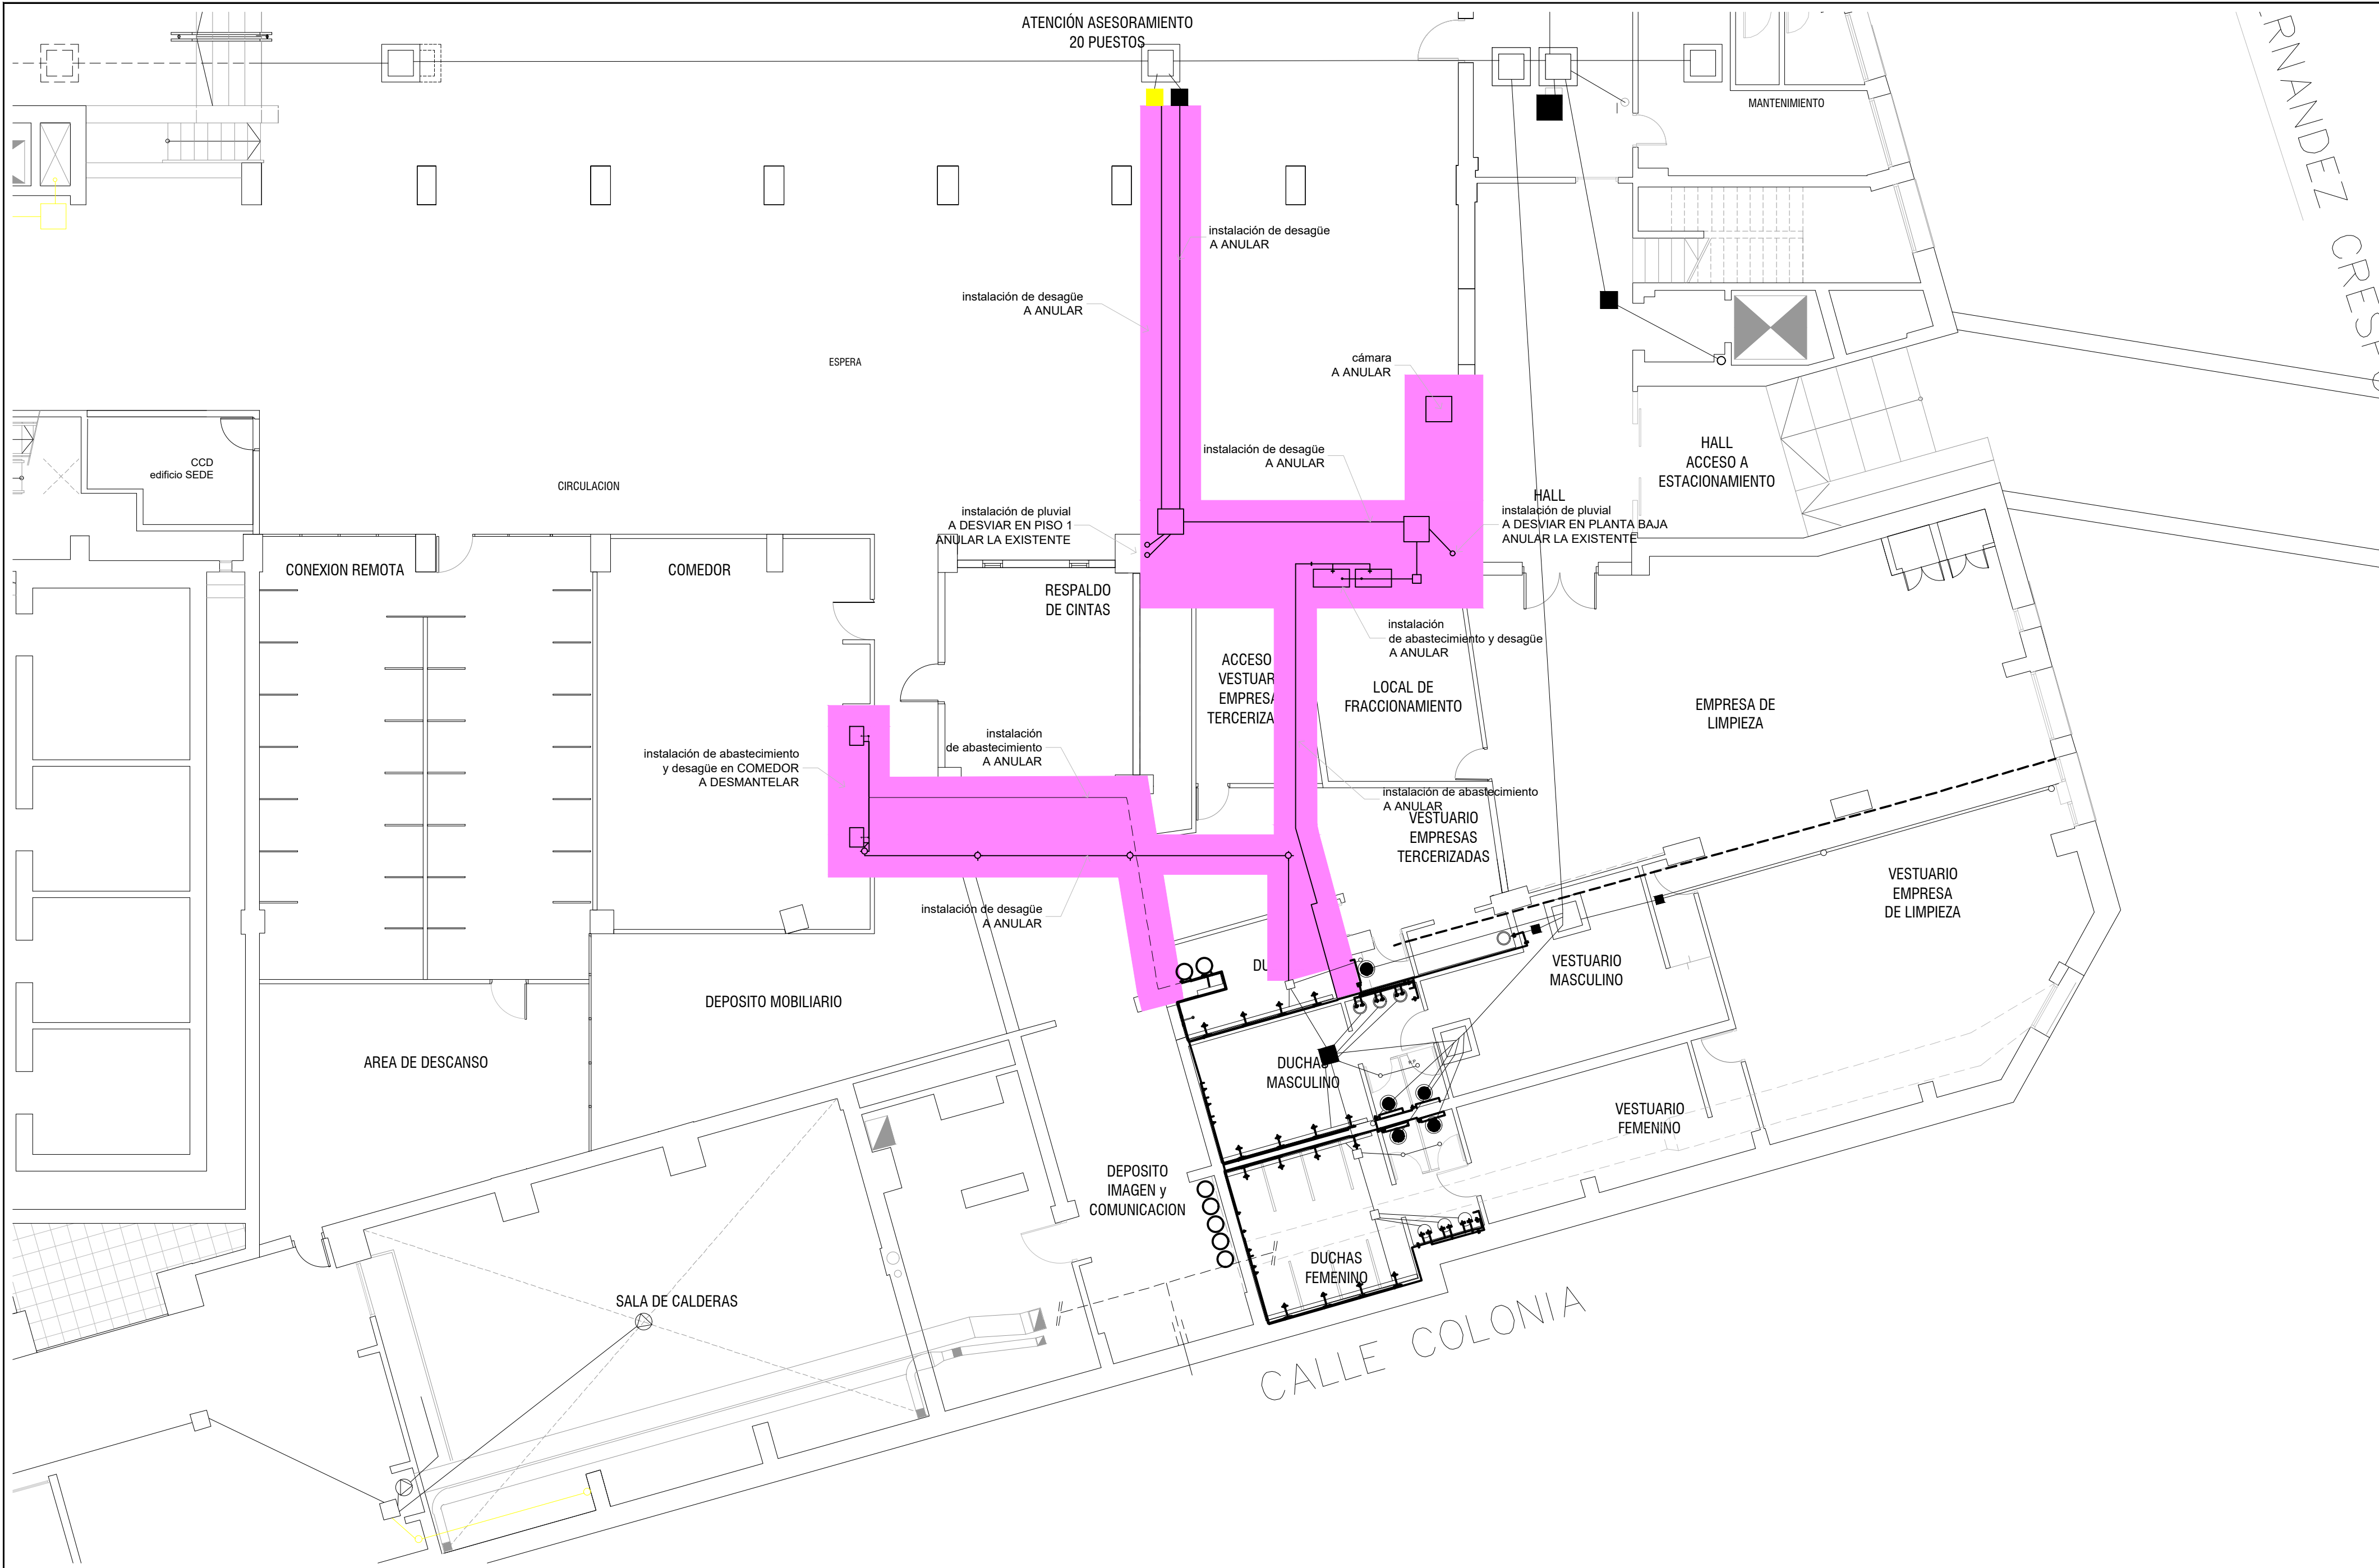 ATENCIÓN ASESORAMIENTO
20 PUESTOS
MANTENIMIENTO
instalación de desagüe
A ANULAR
instalación de desagüe
A ANULAR
ESPERA
cámara
A ANULAR
CCD
edificio SEDE
CIRCULACION
instalación de desagüe
A ANULAR
HALL
ACCESO A
ESTACIONAMIENTO
instalación de pluvial
A DESVIAR EN PISO 1
ANULAR LA EXISTENTE
HALL
instalación de pluvial
A DESVIAR EN PLANTA BAJA
ANULAR LA EXISTENTE
CONEXION REMOTA
COMEDOR
RESPALDO
DE CINTAS
instalación
de abastecimiento y desagüe
A ANULAR
ACCESO
VESTUAR
EMPRESA
TERCERIZA
LOCAL DE
FRACCIONAMIENTO
EMPRESA DE
LIMPIEZA
instalación de abastecimiento
y desagüe en COMEDOR
A DESMANTELAR
instalación
de abastecimiento
A ANULAR
instalación de abastecimiento
A ANULAR
VESTUARIO
EMPRESAS
TERCERIZADAS
instalación de desagüe
A ANULAR
VESTUARIO
EMPRESA
DE LIMPIEZA
DU
VESTUARIO
MASCULINO
DEPOSITO MOBILIARIO
AREA DE DESCANSO
DUCHAS
MASCULINO
VESTUARIO
FEMENINO
DEPOSITO
IMAGEN y
COMUNICACION
DUCHAS
FEMENINO
SALA DE CALDERAS
CALLE COLONIA
RNANDEZ CRESPO